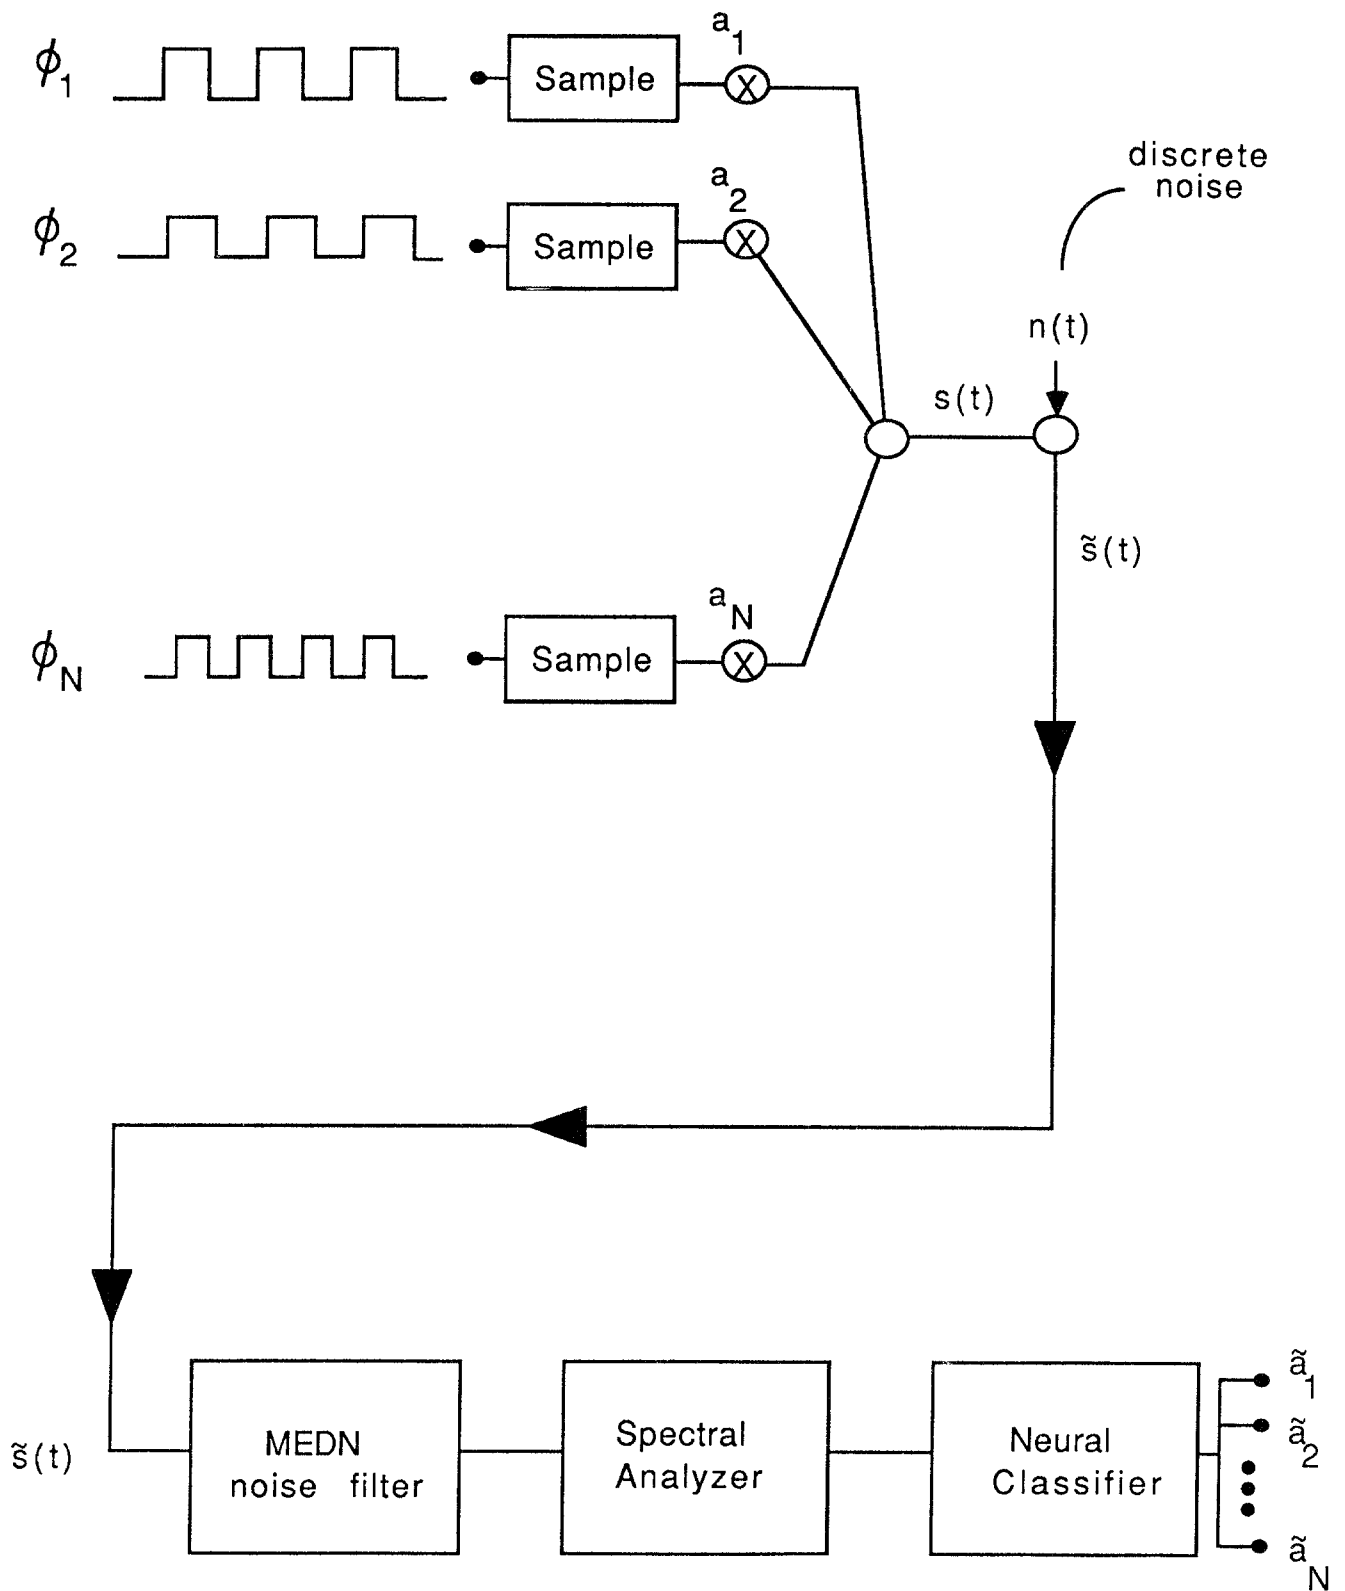 ϕ1
Sample
a1
X
ϕ2
Sample
a2
X
discrete
noise
n(t)
s(t)
s̃(t)
ϕN
Sample
aN
X
s̃(t)
MEDN
noise filter
Spectral
Analyzer
Neural
Classifier
ã1
ã2
ãN